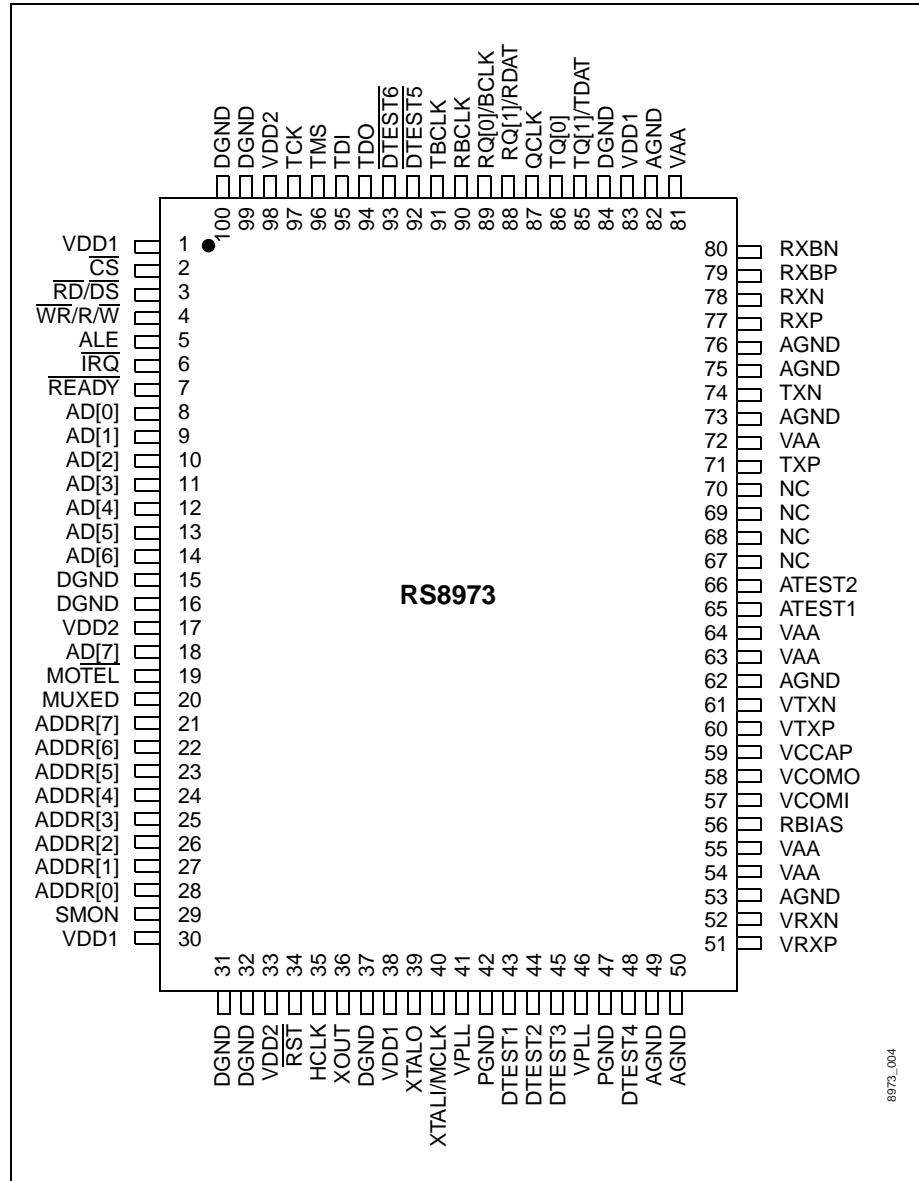 DGND
DGND
VDD2
TCK
TMS
TDI
TDO
DTEST6
DTEST5
TBCLK
RBCLK
RQ[0]/BCLK
RQ[1]/RDAT
QCLK
TQ[0]
TQ[1]/TDAT
DGND
VDD1
AGND
VAA
100
99
98
97
96
95
94
93
92
91
90
89
88
87
86
85
84
83
82
81
VDD1 1
CS 2
RD/DS 3
WR/R/W 4
ALE 5
IRQ 6
READY 7
AD[0] 8
AD[1] 9
AD[2] 10
AD[3] 11
AD[4] 12
AD[5] 13
AD[6] 14
DGND 15
DGND 16
VDD2 17
AD[7] 18
MOTEL 19
MUXED 20
ADDR[7] 21
ADDR[6] 22
ADDR[5] 23
ADDR[4] 24
ADDR[3] 25
ADDR[2] 26
ADDR[1] 27
ADDR[0] 28
SMON 29
VDD1 30
RS8973
80 RXBN
79 RXBP
78 RXN
77 RXP
76 AGND
75 AGND
74 TXN
73 AGND
72 VAA
71 TXP
70 NC
69 NC
68 NC
67 NC
66 ATEST2
65 ATEST1
64 VAA
63 VAA
62 AGND
61 VTXN
60 VTXP
59 VCCAP
58 VCOMO
57 VCOMI
56 RBIAS
55 VAA
54 VAA
53 AGND
52 VRXN
51 VRXP
31
32
33
34
35
36
37
38
39
40
41
42
43
44
45
46
47
48
49
50
DGND
DGND
VDD2
RST
HCLK
XOUT
DGND
VDD1
XTALO
XTALI/MCLK
VPLL
PGND
DTEST1
DTEST2
DTEST3
VPLL
PGND
DTEST4
AGND
AGND
8973_004